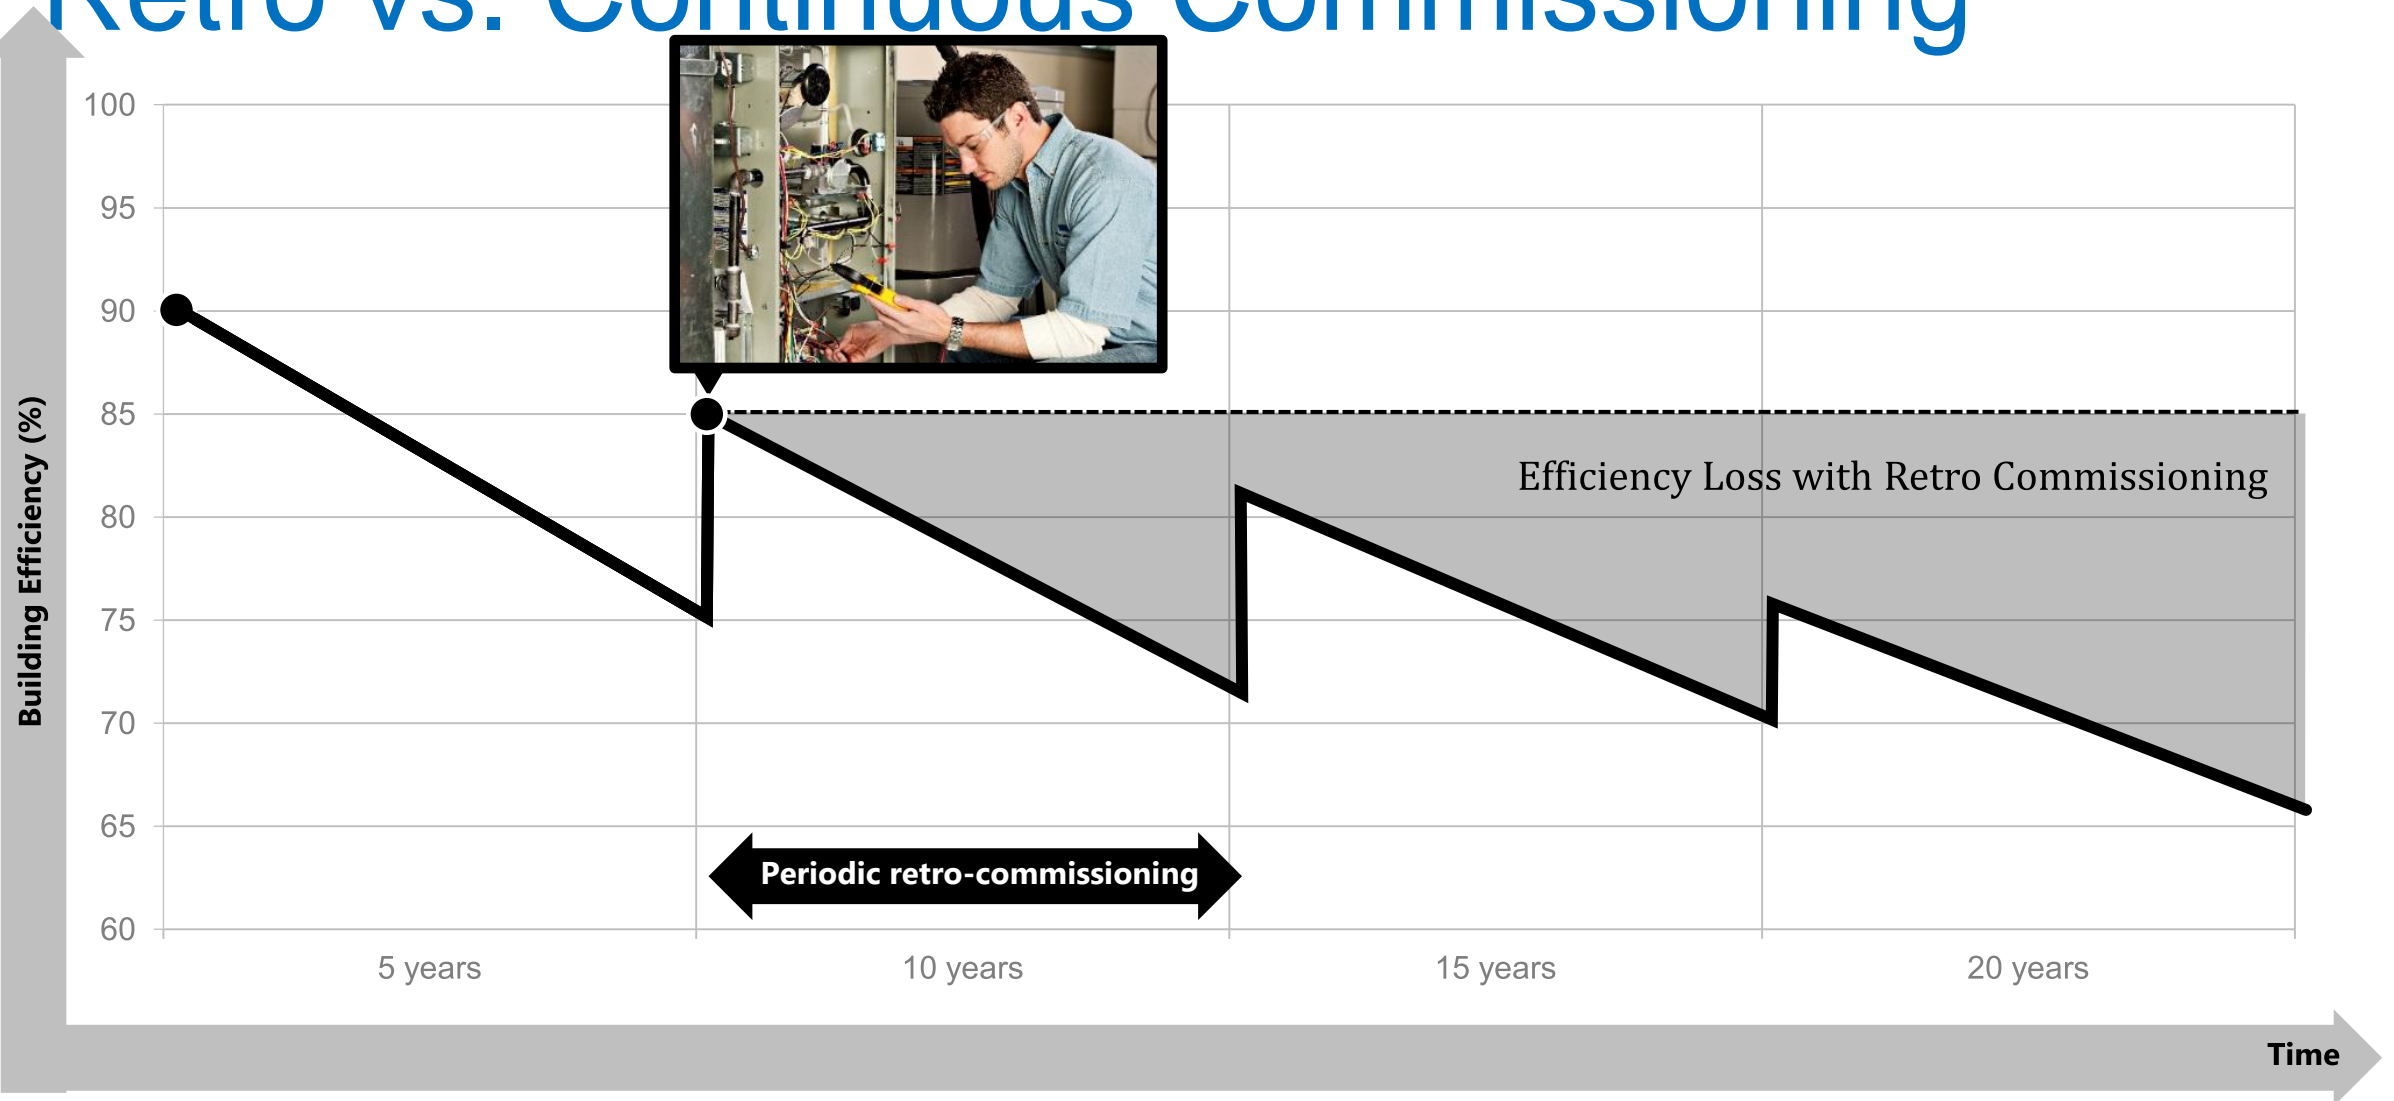 Retro vs. Continuous Commissioning
100
95
90
85
80
75
70
65
60
Building Efficiency (%)
Efficiency Loss with Retro Commissioning
Periodic retro-commissioning
5 years
10 years
15 years
20 years
Time